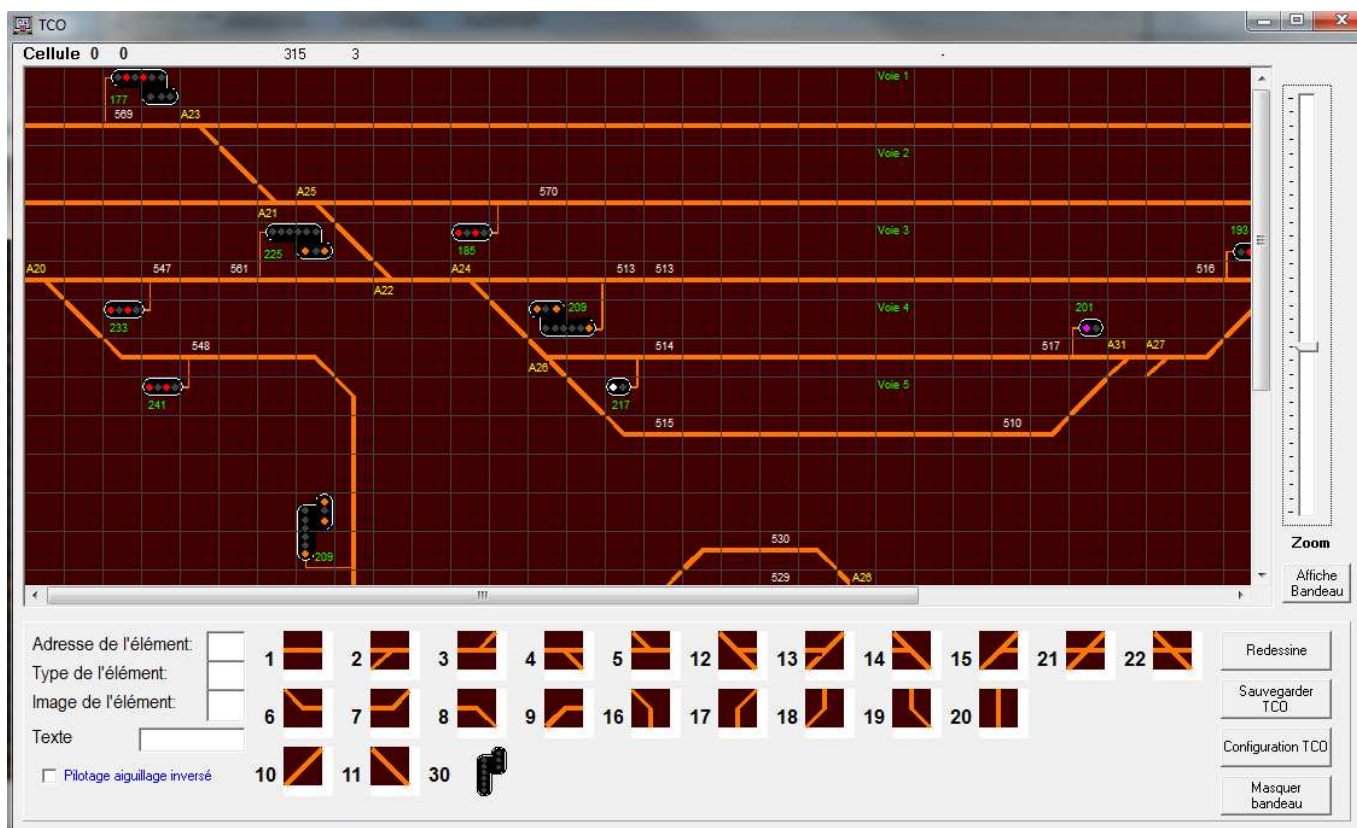 TCO
Cellule 0 0 315 3 -
Voie 1
177
569 A23
Voie 2
A25 570
A21
225 185 Voie 3 193
A20 547 561 A24 513 513 516
A22
233 209 Voie 4 201
548 514 517 A31 A27
A26
241 217 Voie 5
515 510
209
530
529 A26
Zoom
Affiche
Bandeau
Adresse de l'élément:
Type de l'élément:
Image de l'élément:
Texte
Pilotage aiguillage inversé
1 2 3 4 5 12 13 14 15 21 22
6 7 8 9 16 17 18 19 20
10 11 30
Redessine
Sauvegarder
TCO
Configuration TCO
Masquer
bandeau